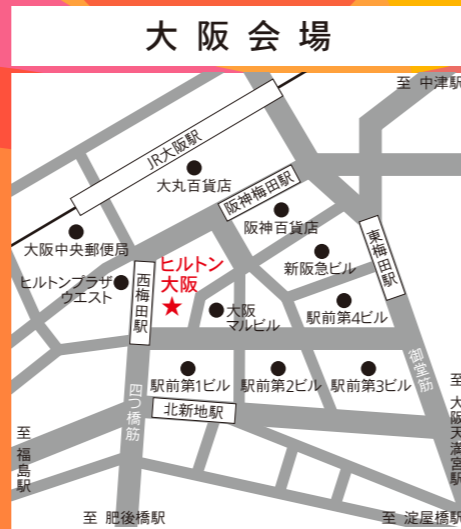 大阪会場
至 中津駅
JR大阪駅
大丸百貨店
阪神梅田駅
阪神百貨店
東梅田駅
大阪中央郵便局
ヒルトンプラザ
ウエスト
西梅田駅
ヒルトン
大阪
新阪急ビル
大阪
マルビル
駅前第4ビル
駅前第1ビル
駅前第2ビル
駅前第3ビル
御堂筋
四つ橋筋
北新地駅
至 福島駅
至 大阪天満宮駅
至 肥後橋駅
至 淀屋橋駅